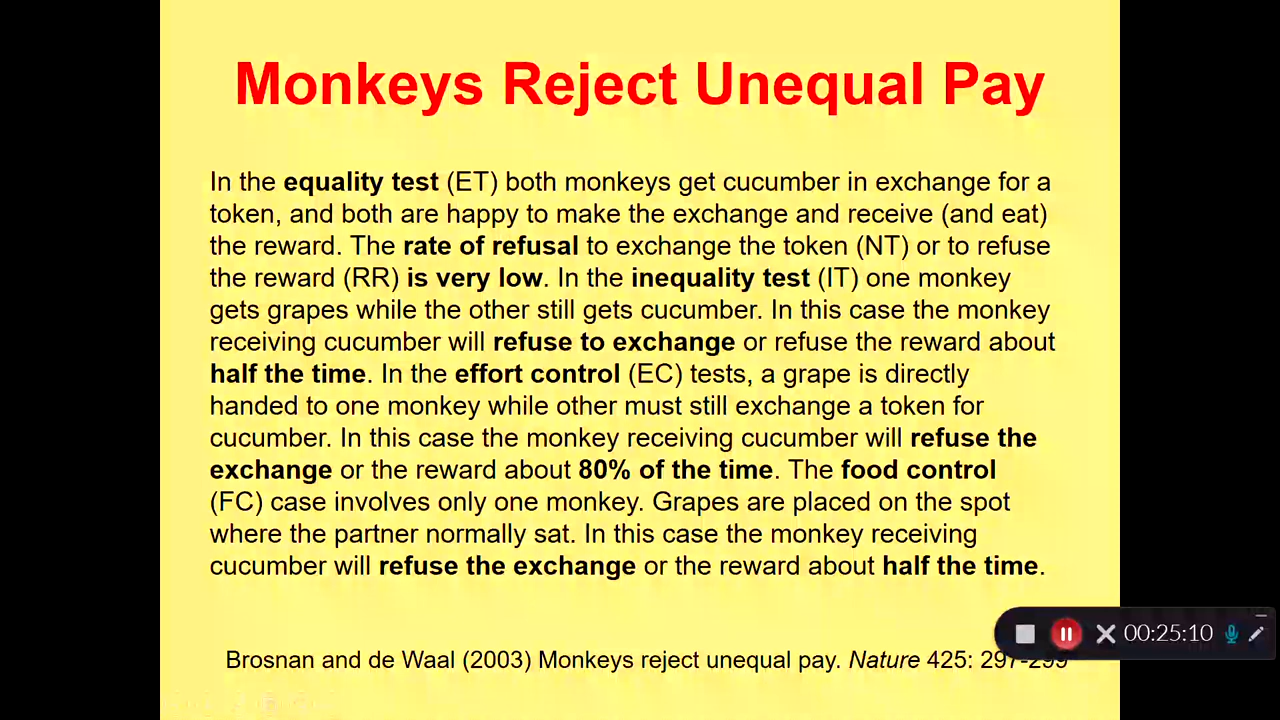 Monkeys Reject Unequal Pay
In the equality test (ET) both monkeys get cucumber in exchange for a
token, and both are happy to make the exchange and receive (and eat)
the reward. The rate of refusal to exchange the token (NT) or to refuse
the reward (RR) is very low. In the inequality test (IT) one monkey
gets grapes while the other still gets cucumber. In this case the monkey
receiving cucumber will refuse to exchange or refuse the reward about
half the time. In the effort control (EC) tests, a grape is directly
handed to one monkey while other must still exchange a token for
cucumber. In this case the monkey receiving cucumber will refuse the
exchange or the reward about 80% of the time. The food control
(FC) case involves only one monkey. Grapes are placed on the spot
where the partner normally sat. In this case the monkey receiving
cucumber will refuse the exchange or the reward about half the time.
00:25:10
Brosnan and de Waal (2003) Monkeys reject unequal pay. Nature 425: 297-299